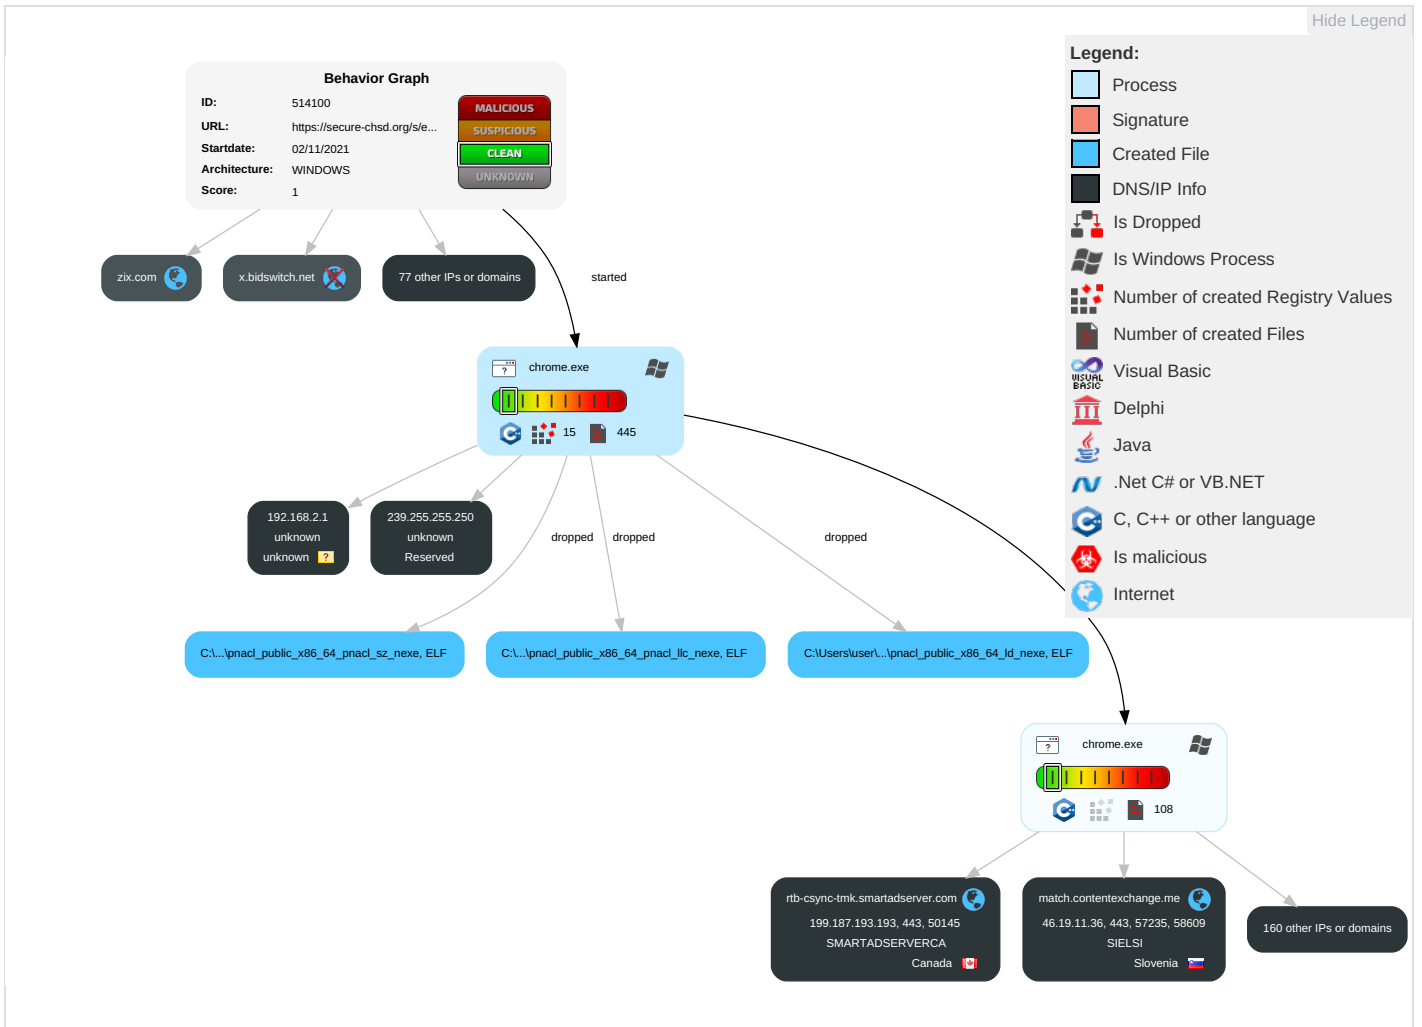 Hide Legend
Legend:
Process
Signature
Created File
DNS/IP Info
Is Dropped
Is Windows Process
Number of created Registry Values
Number of created Files
VISUAL
BASIC
Visual Basic
Delphi
Java
.Net C# or VB.NET
C, C++ or other language
Is malicious
Internet
Behavior Graph
ID: 514100
URL: https://secure-chsd.org/s/e...
Startdate: 02/11/2021
Architecture: WINDOWS
Score: 1
MALICIOUS
SUSPICIOUS
CLEAN
UNKNOWN
zix.com
x.bidswitch.net
77 other IPs or domains
started
chrome.exe
15 445
192.168.2.1
unknown
unknown
239.255.255.250
unknown
Reserved
dropped
dropped
dropped
C:\...\pnacl_public_x86_64_pnacl_sz_nexe, ELF
C:\...\pnacl_public_x86_64_pnacl_llc_nexe, ELF
C:\Users\user\...\pnacl_public_x86_64_ld_nexe, ELF
chrome.exe
108
rtb-csync-tmk.smartadserver.com
199.187.193.193, 443, 50145
SMARTADSERVERCA
Canada
match.contentexchange.me
46.19.11.36, 443, 57235, 58609
SIELSI
Slovenia
160 other IPs or domains